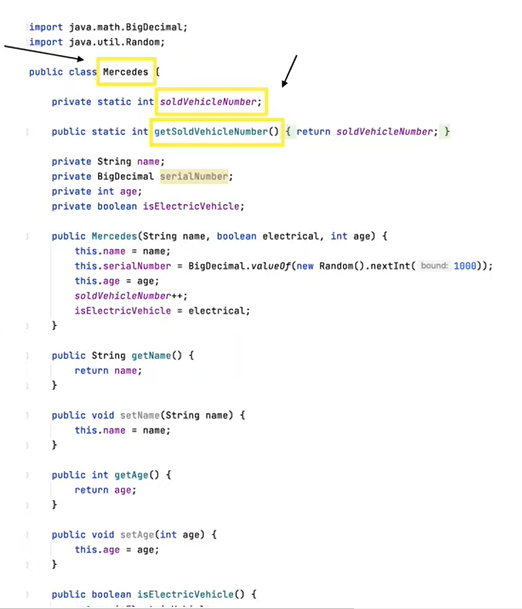 import java.math.BigDecimal;
import java.util.Random;
public class Mercedes {
private static int soldVehicleNumber;
public static int getSoldVehicleNumber() { return soldVehicleNumber; }
private String name;
private BigDecimal serialNumber;
private int age;
private boolean isElectricVehicle;
public Mercedes(String name, boolean electrical, int age) {
this.name = name;
this.serialNumber = BigDecimal.valueOf(new Random().nextInt( bound: 1000));
this.age = age;
soldVehicleNumber++;
isElectricVehicle = electrical;
}
public String getName() {
return name;
}
public void setName(String name) {
this.name = name;
}
public int getAge() {
return age;
}
public void setAge(int age) {
this.age = age;
}
public boolean isElectricVehicle() {